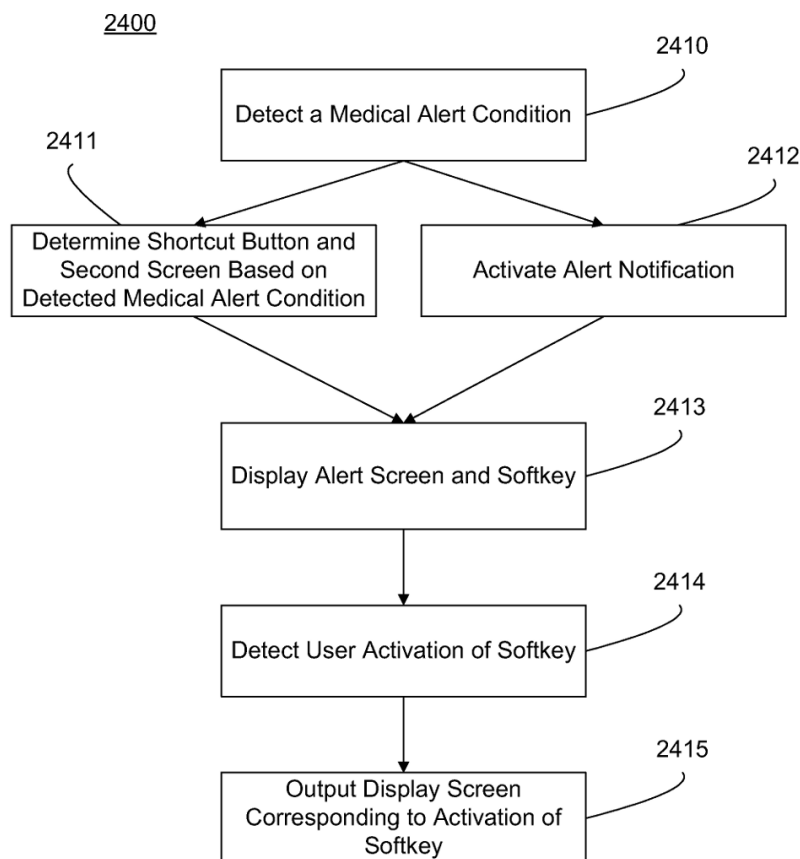 2400
2410
Detect a Medical Alert Condition
2411
2412
Determine Shortcut Button and
Second Screen Based on
Detected Medical Alert Condition
Activate Alert Notification
2413
Display Alert Screen and Softkey
2414
Detect User Activation of Softkey
2415
Output Display Screen
Corresponding to Activation of
Softkey